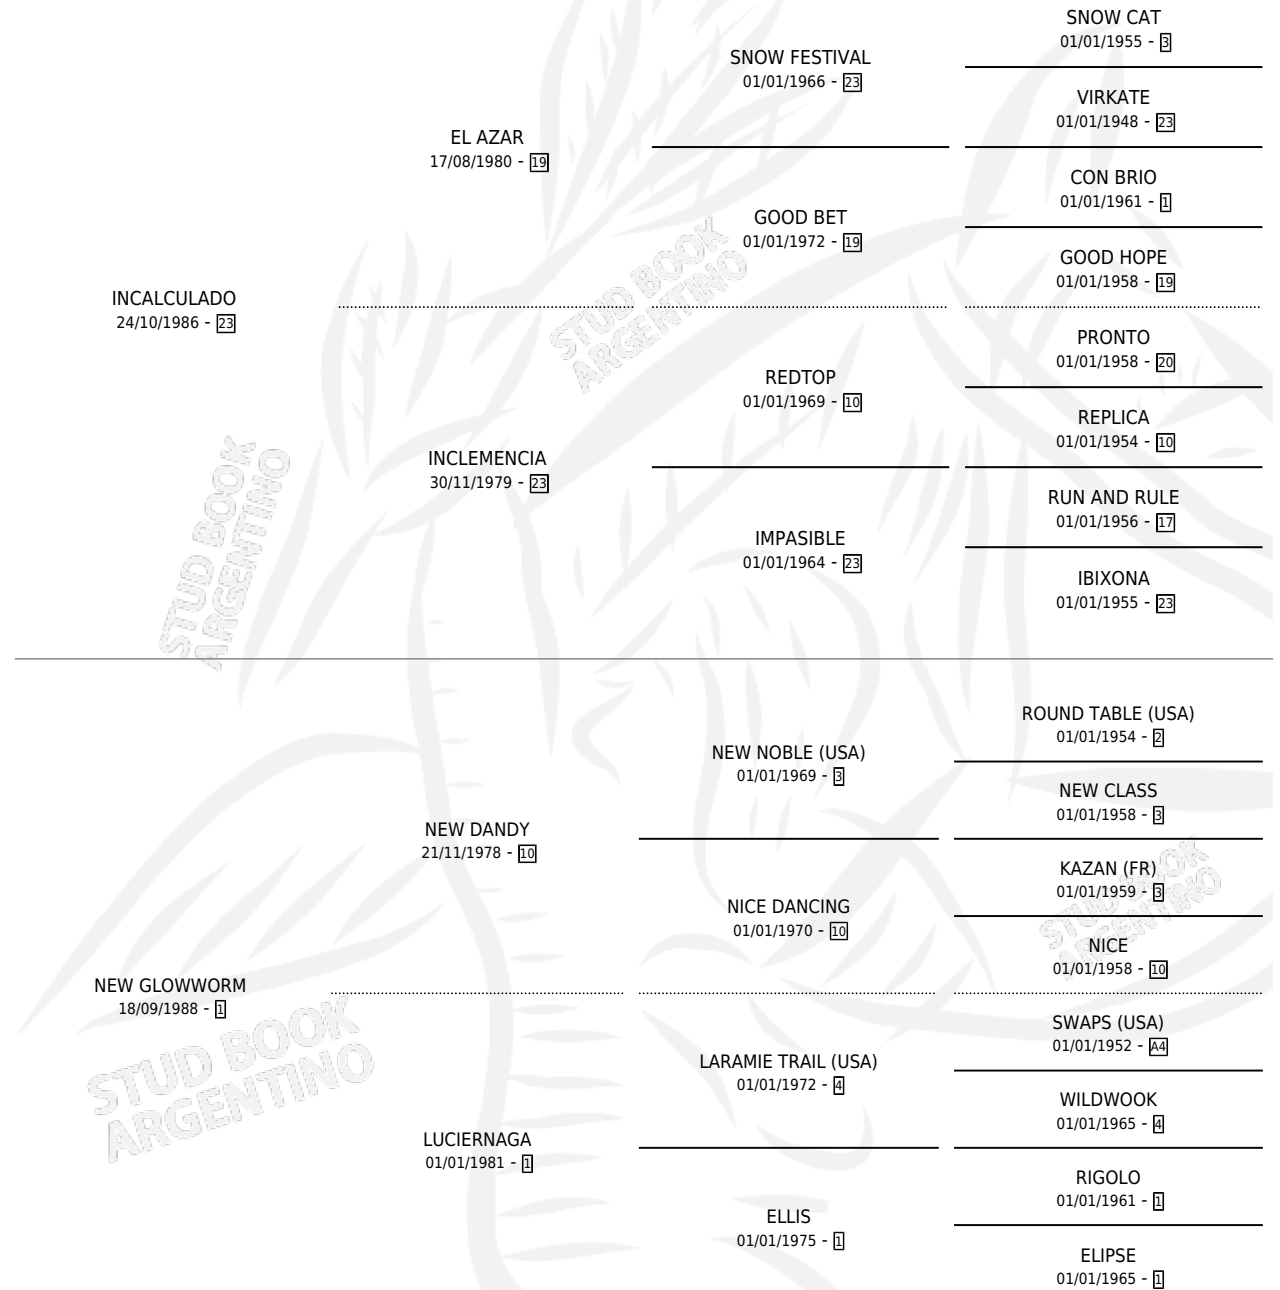 SNOW CAT
01/01/1955 - 3
SNOW FESTIVAL
01/01/1966 - 23
VIRKATE
01/01/1948 - 23
EL AZAR
17/08/1980 - 19
CON BRIO
01/01/1961 - 1
GOOD BET
01/01/1972 - 19
GOOD HOPE
01/01/1958 - 19
INCALCULADO
24/10/1986 - 23
PRONTO
01/01/1958 - 20
REDTOP
01/01/1969 - 10
REPLICA
01/01/1954 - 10
INCLEMENCIA
30/11/1979 - 23
RUN AND RULE
01/01/1956 - 17
IMPASIBLE
01/01/1964 - 23
IBIXONA
01/01/1955 - 23
STUD BOOK
ARGENTINO
STUD BOOK
ARGENTINO
ROUND TABLE (USA)
01/01/1954 - 2
NEW NOBLE (USA)
01/01/1969 - 3
NEW CLASS
01/01/1958 - 3
NEW DANDY
21/11/1978 - 10
KAZAN (FR)
01/01/1959 - 3
NICE DANCING
01/01/1970 - 10
NICE
01/01/1958 - 10
NEW GLOWWORM
18/09/1988 - 1
SWAPS (USA)
01/01/1952 - A4
LARAMIE TRAIL (USA)
01/01/1972 - 4
WILDWOOK
01/01/1965 - 4
LUCIERNAGA
01/01/1981 - 1
RIGOLO
01/01/1961 - 1
ELLIS
01/01/1975 - 1
ELIPSE
01/01/1965 - 1
STUD BOOK
ARGENTINO
STUD BOOK
ARGENTINO